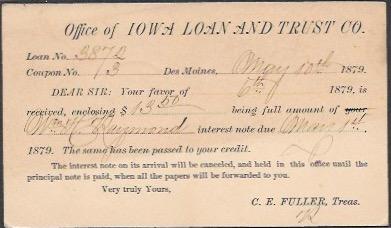 Office of IOWA LOAN AND TRUST CO.
Loan No. 3872
Coupon No. 13 Des Moines, May 10th 1879.
DEAR SIR: Your favor of 6th 1879, is
received, enclosing $13.50 being full amount of your
Wm H. Raymond interest note due May 1st
1879. The same has been passed to your credit.
The interest note on its arrival will be canceled, and held in this office until the
principal note is paid, when all the papers will be forwarded to you.
Very truly Yours,
C. E. FULLER, Treas.